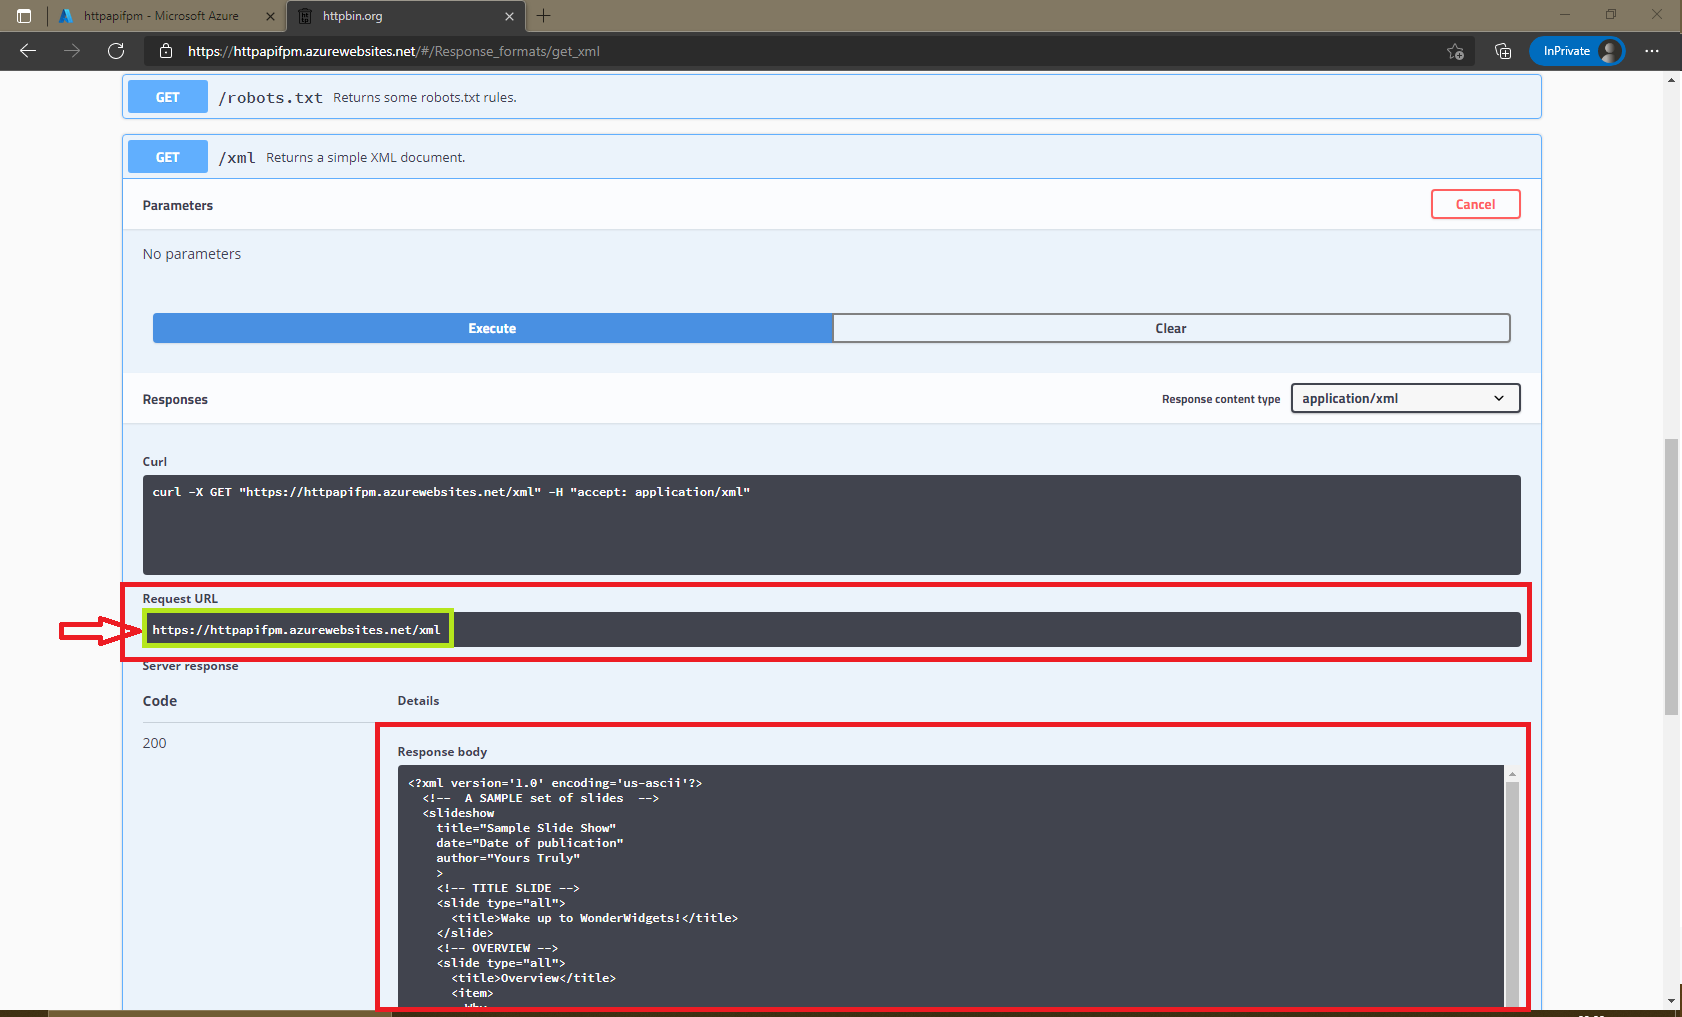 httpapifpm - Microsoft Azure
httpbin.org
https://httpapifpm.azurewebsites.net/#/Response_formats/get_xml
InPrivate
GET /robots.txt Returns some robots.txt rules.
GET /xml Returns a simple XML document.
Parameters
Cancel
No parameters
Execute
Clear
Responses
Response content type
application/xml
Curl
curl -X GET "https://httpapifpm.azurewebsites.net/xml" -H "accept: application/xml"
Request URL
https://httpapifpm.azurewebsites.net/xml
Server response
Code
Details
200
Response body
<?xml version='1.0' encoding='us-ascii'?>
<!--  A SAMPLE set of slides  -->
<slideshow
title="Sample Slide Show"
date="Date of publication"
author="Yours Truly"
>
<!-- TITLE SLIDE -->
<slide type="all">
<title>Wake up to WonderWidgets!</title>
</slide>
<!-- OVERVIEW -->
<slide type="all">
<title>Overview</title>
<item>